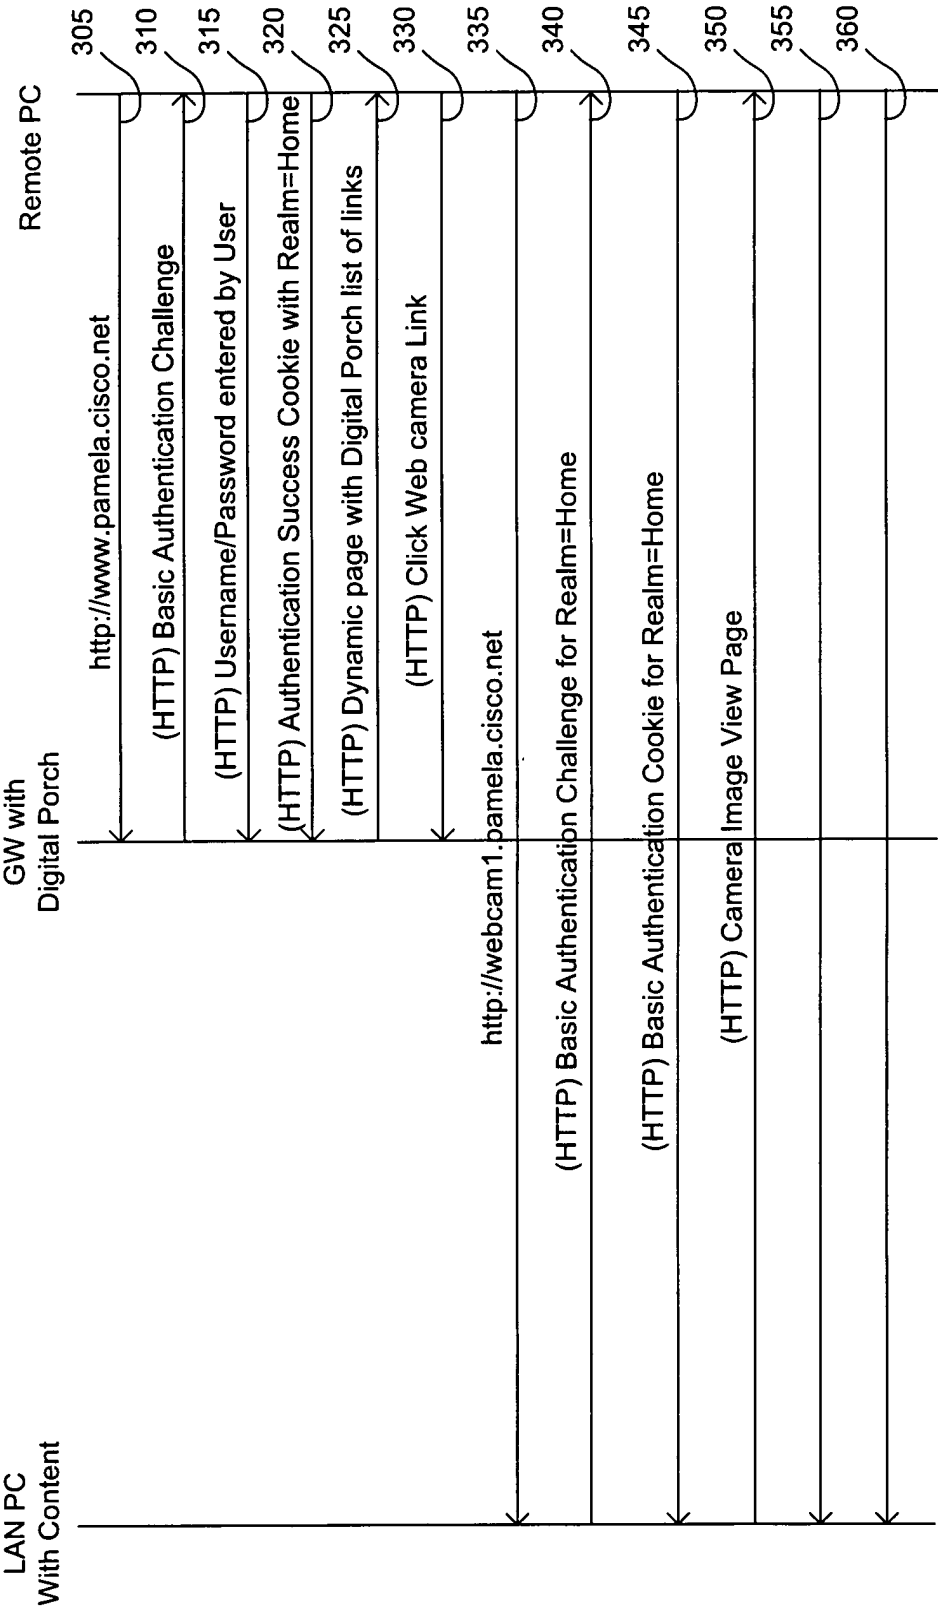 LAN PC
With Content
GW with
Digital Porch
Remote PC
http://www.pamela.cisco.net
305
(HTTP) Basic Authentication Challenge
310
(HTTP) Username/Password entered by User
315
(HTTP) Authentication Success Cookie with Realm=Home
320
(HTTP) Dynamic page with Digital Porch list of links
325
(HTTP) Click Web camera Link
330
http://webcam1.pamela.cisco.net
335
(HTTP) Basic Authentication Challenge for Realm=Home
340
(HTTP) Basic Authentication Cookie for Realm=Home
345
(HTTP) Camera Image View Page
350
355
360